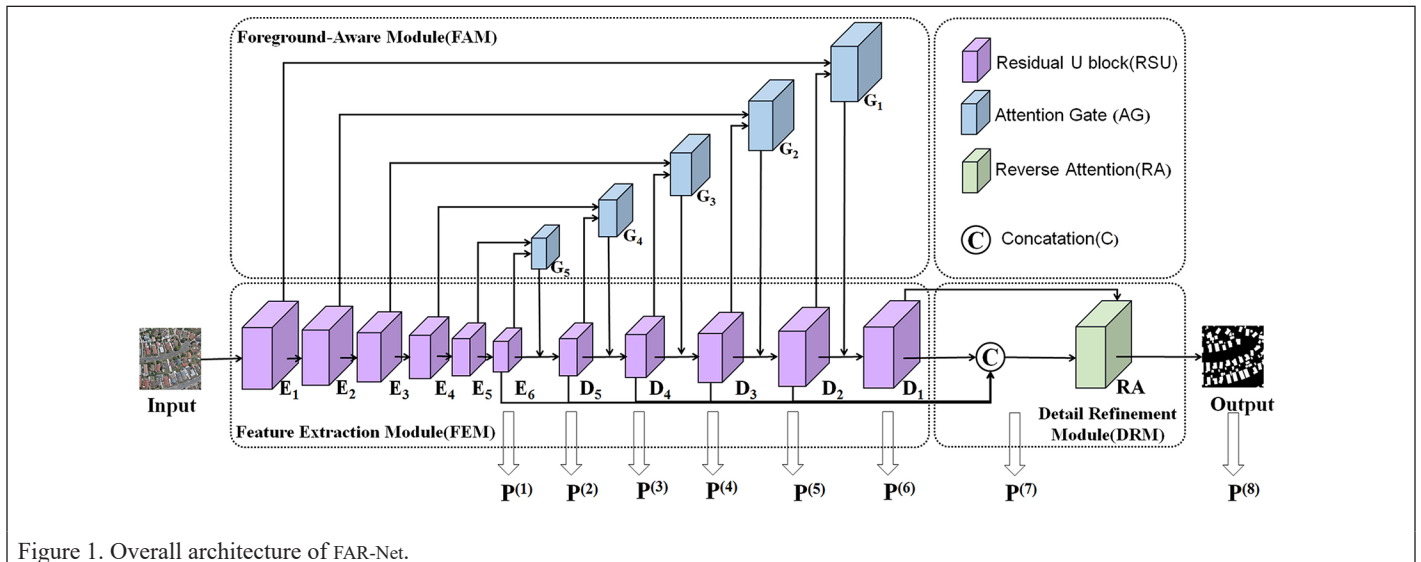 Foreground-Aware Module(FAM)
G₁
G₂
G₃
G₄
G₅
Residual U block(RSU)
Attention Gate (AG)
Reverse Attention(RA)
C
Concatation(C)
Input
E₁
E₂
E₃
E₄
E₅
E₆
D₅
D₄
D₃
D₂
D₁
C
RA
Output
Feature Extraction Module(FEM)
Detail Refinement
Module(DRM)
P⁽¹⁾
P⁽²⁾
P⁽³⁾
P⁽⁴⁾
P⁽⁵⁾
P⁽⁶⁾
P⁽⁷⁾
P⁽⁸⁾
Figure 1. Overall architecture of FAR-Net.